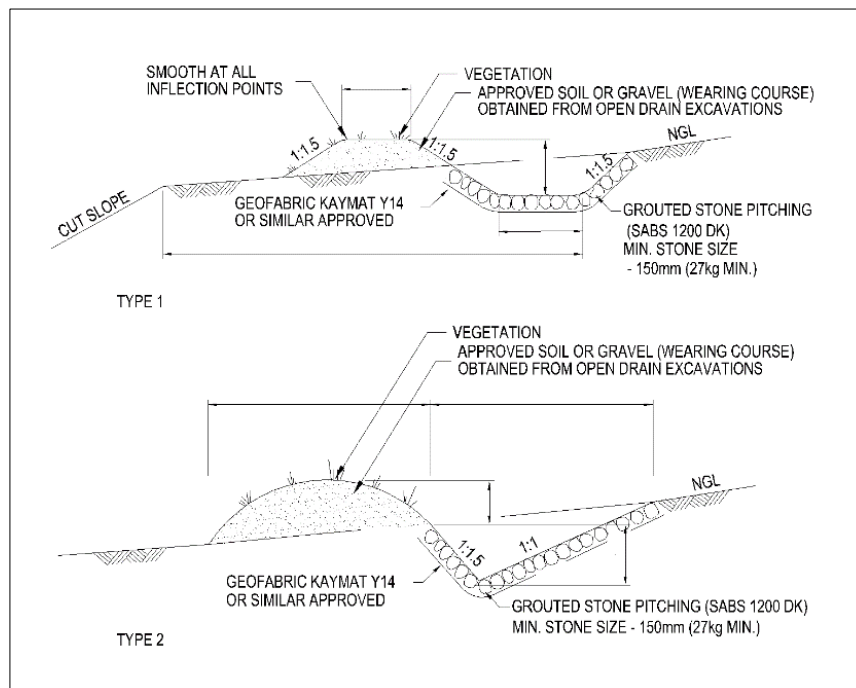 SMOOTH AT ALL
INFLECTION POINTS
VEGETATION
APPROVED SOIL OR GRAVEL (WEARING COURSE)
OBTAINED FROM OPEN DRAIN EXCAVATIONS
NGL
1:1.5
1:1.5
1:1.5
GEOFABRIC KAYMAT Y14
OR SIMILAR APPROVED
CUT SLOPE
GROUTED STONE PITCHING
(SABS 1200 DK)
MIN. STONE SIZE
- 150mm (27kg MIN.)
TYPE 1
VEGETATION
APPROVED SOIL OR GRAVEL (WEARING COURSE)
OBTAINED FROM OPEN DRAIN EXCAVATIONS
NGL
1:1.5
1:1
GEOFABRIC KAYMAT Y14
OR SIMILAR APPROVED
GROUTED STONE PITCHING (SABS 1200 DK)
MIN. STONE SIZE - 150mm (27kg MIN.)
TYPE 2